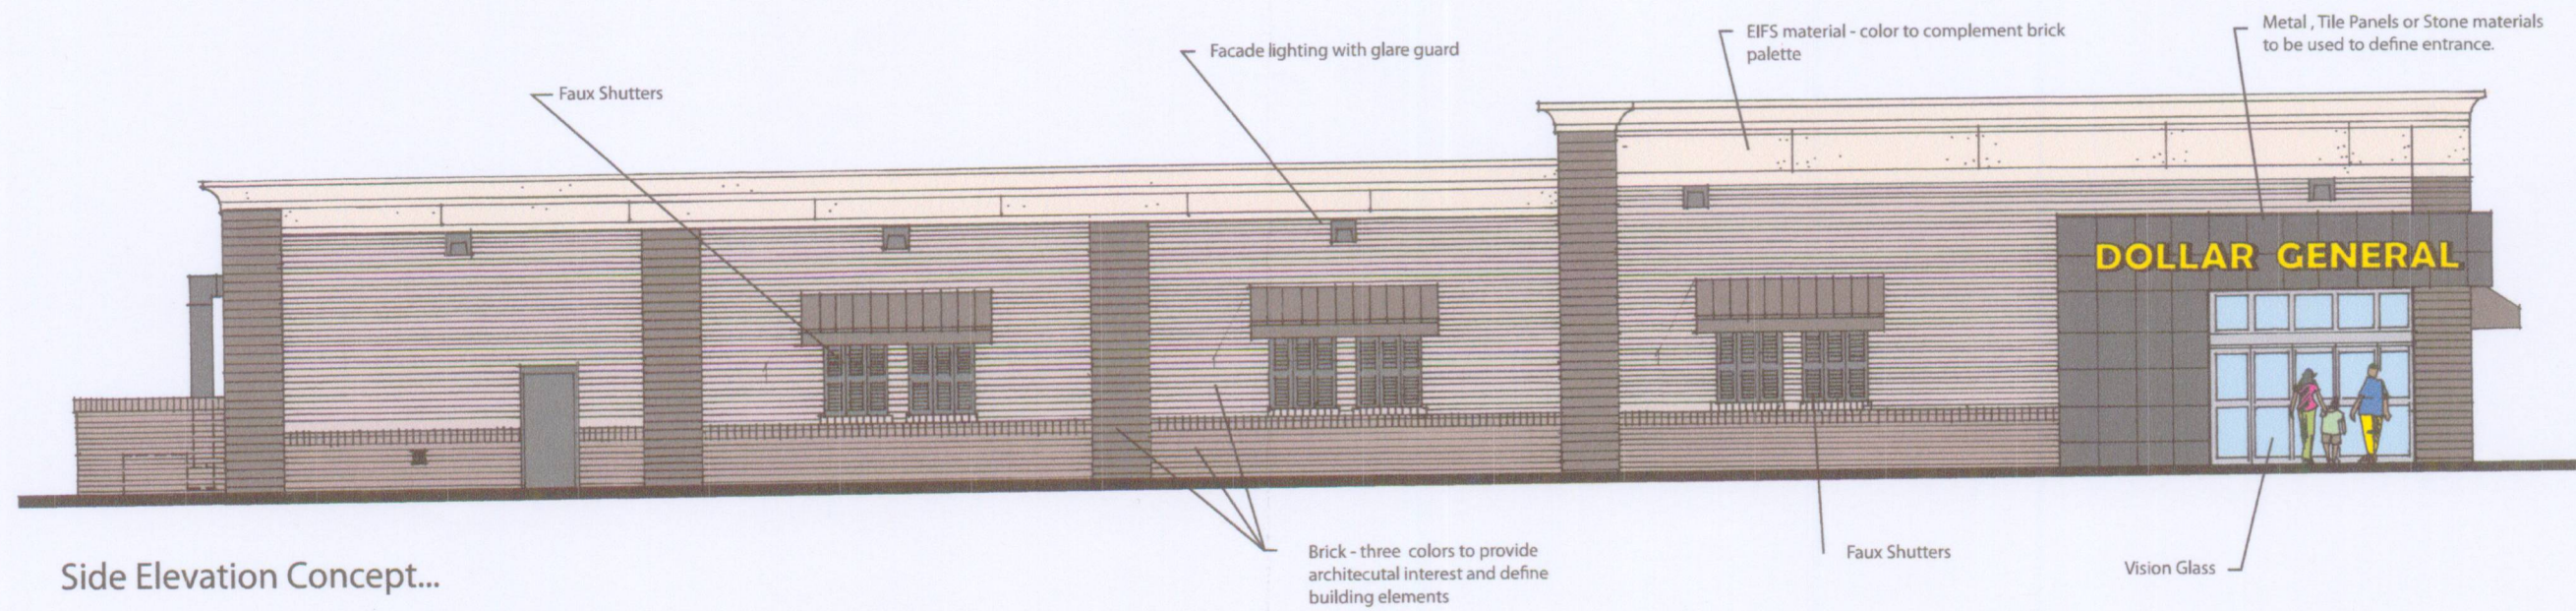 Metal , Tile Panels or Stone materials
to be used to define entrance.
EIFS material - color to complement brick
palette
Facade lighting with glare guard
Faux Shutters
DOLLAR GENERAL
Brick - three colors to provide
architecutal interest and define
building elements
Faux Shutters
Vision Glass
Side Elevation Concept...